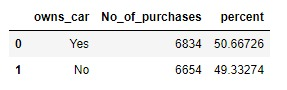 owns_car No_of_purchases percent
0 Yes 6834 50.66726
1 No 6654 49.33274